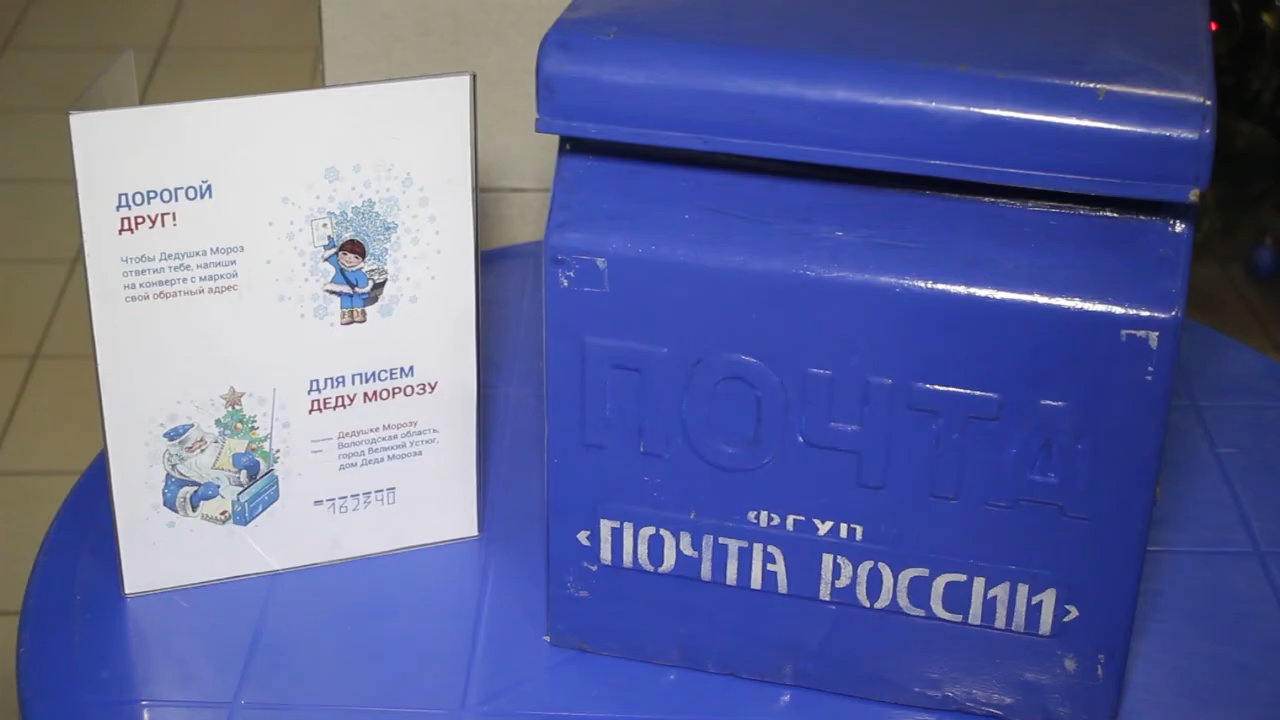 ДОРОГОЙ
ДРУГ!
Чтобы Дедушка Мороз
ответил тебе, напиши
на конверте с маркой
свой обратный адрес
ДЛЯ ПИСЕМ
ДЕДУ МОРОЗУ
Дедушке Морозу
Вологодская область,
город Великий Устюг,
дом Деда Мороза
162390
ПОЧТА
ФГУП
‹ПОЧТА РОССИИ›